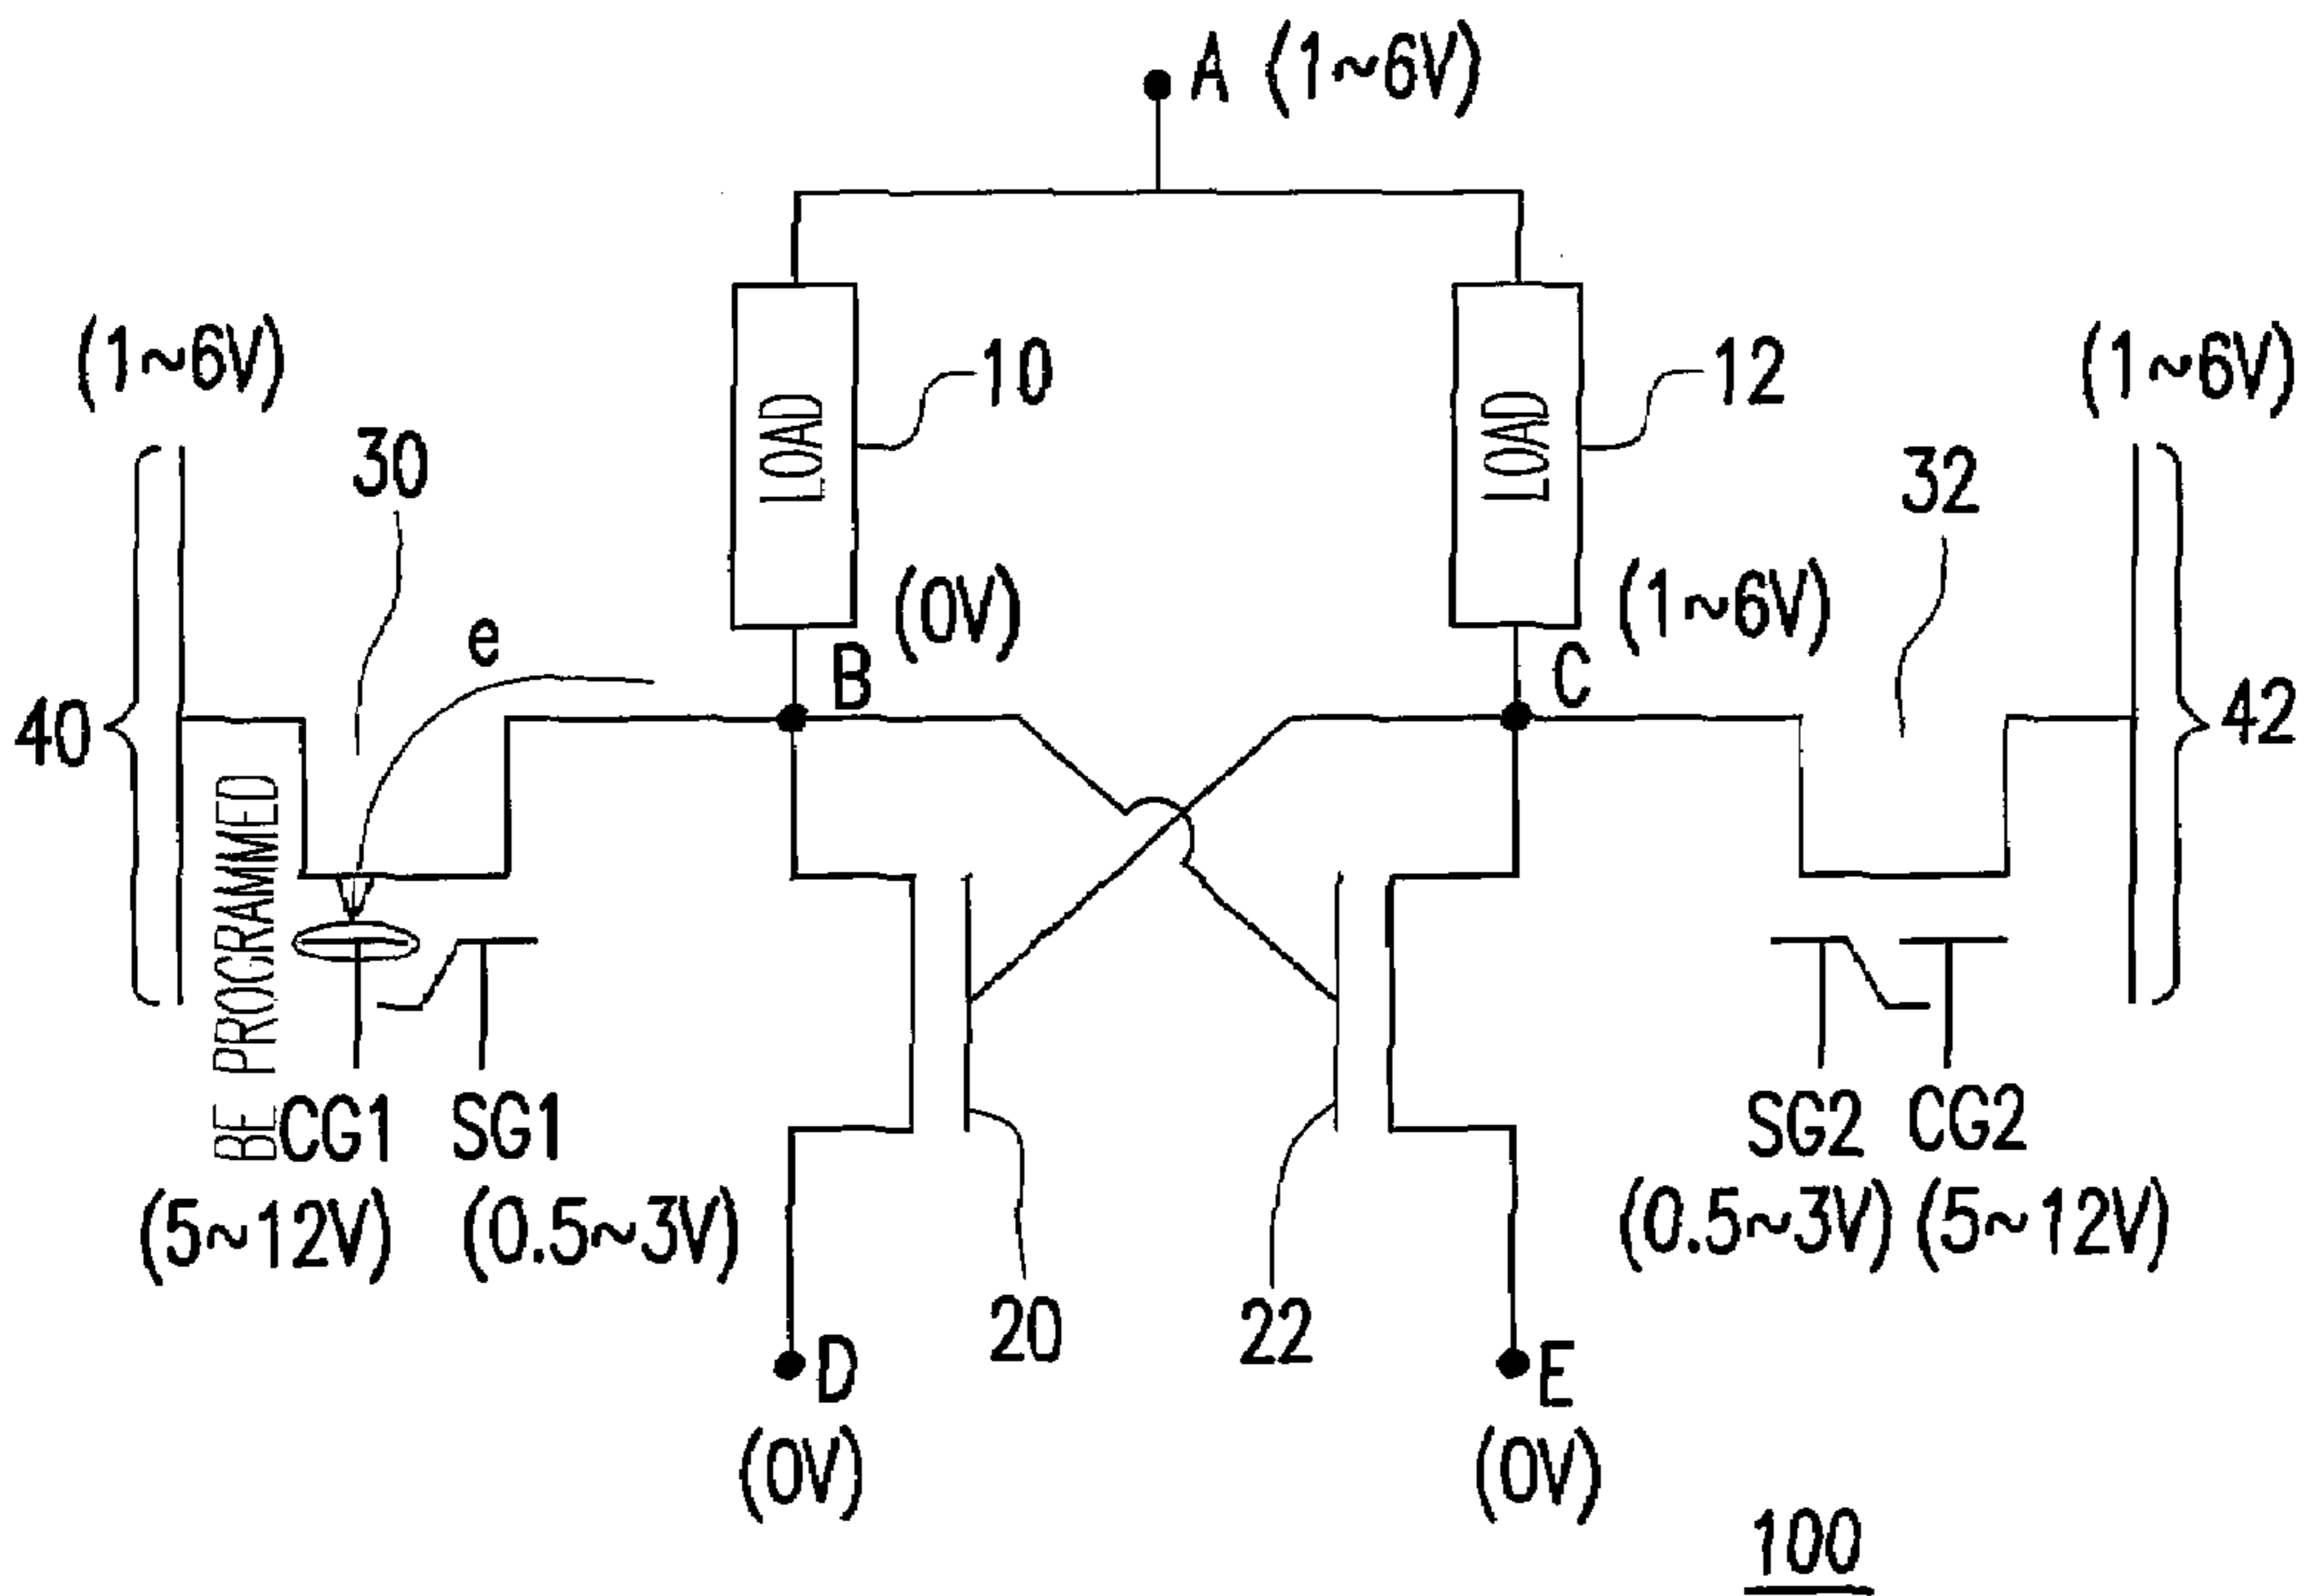 A (1~6V)
(1~6V)
30
LOAD
10
LOAD
12
(1~6V)
32
e
(0V)
B
(1~6V)
C
40
42
BE PROGRAMMED
CG1
SG1
SG2
CG2
(5~12V)
(0.5~3V)
(0.5~3V)
(5~12V)
20
22
D
(0V)
E
(0V)
100